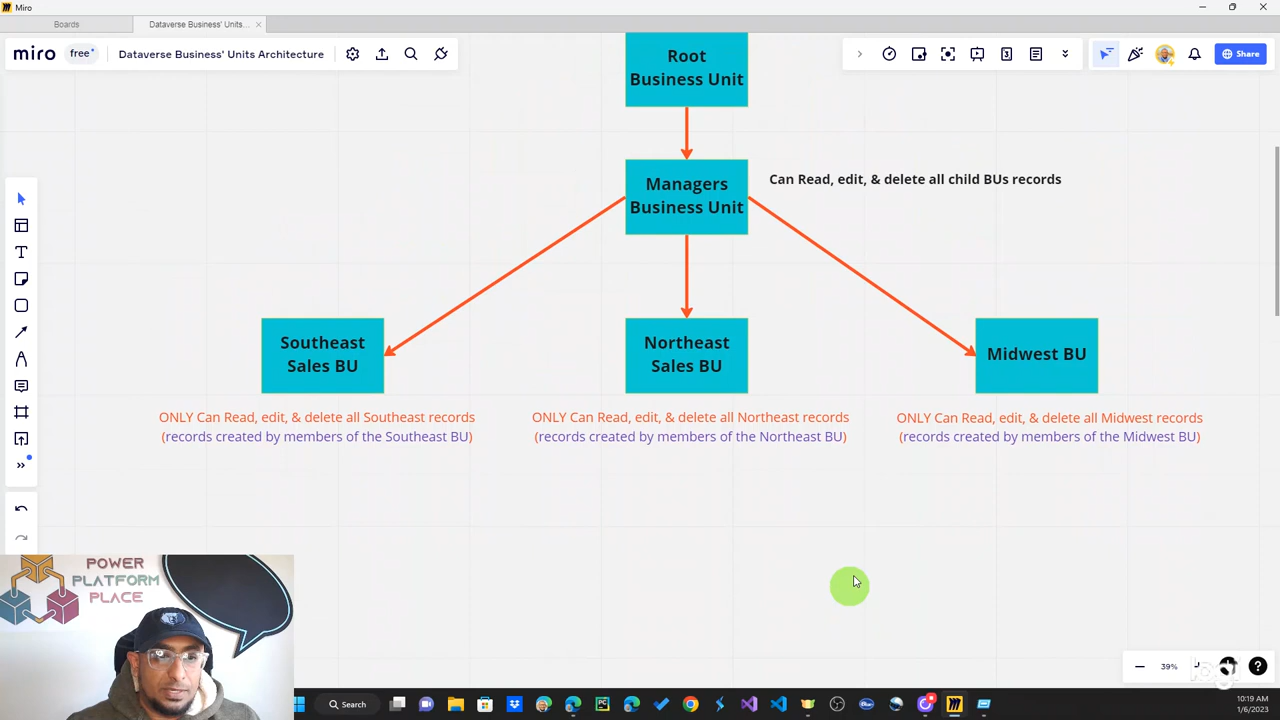 Miro
Boards
Dataverse Business' Units...
miro
free
Dataverse Business' Units Architecture
3
Share
Root
Business Unit
Managers
Business Unit
Can Read, edit, & delete all child BUs records
Southeast
Sales BU
Northeast
Sales BU
Midwest BU
ONLY Can Read, edit, & delete all Southeast records
(records created by members of the Southeast BU)
ONLY Can Read, edit, & delete all Northeast records
(records created by members of the Northeast BU)
ONLY Can Read, edit, & delete all Midwest records
(records created by members of the Midwest BU)
POWER
PLATFORM
PLACE
39%
logi
Search
10:19 AM
1/6/2023